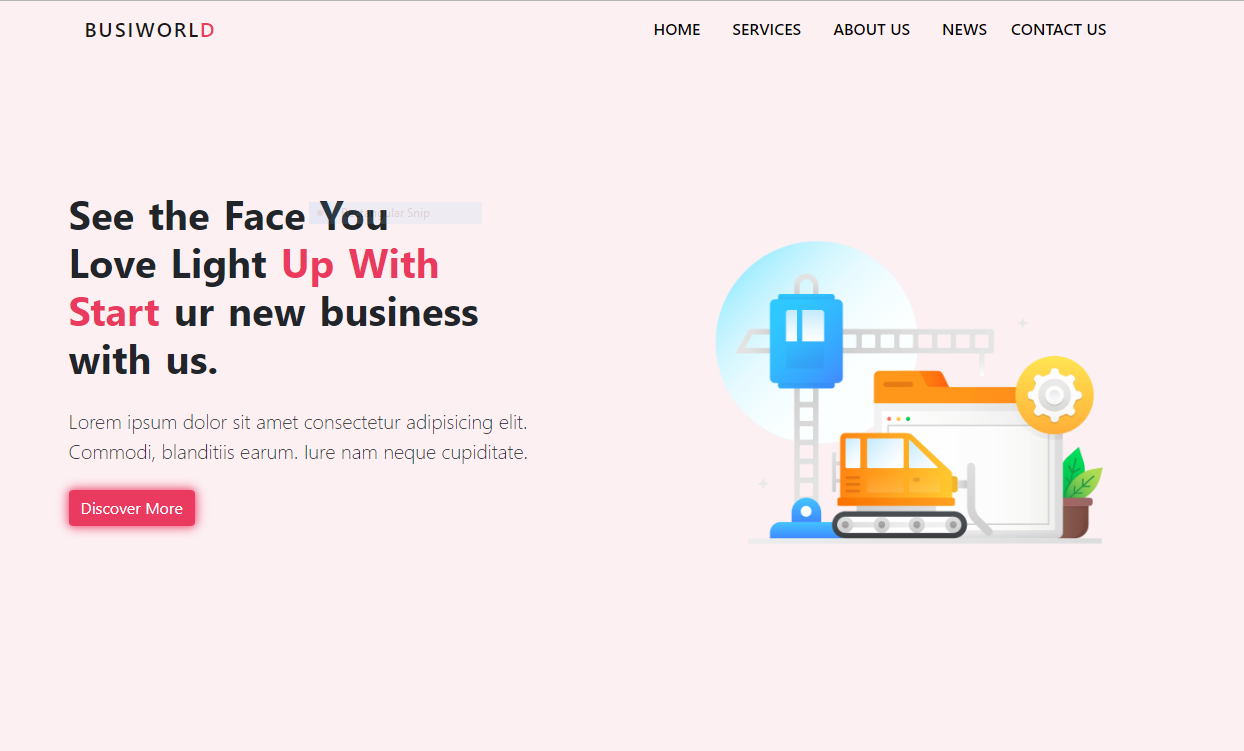 BUSIWORLD
HOME SERVICES ABOUT US NEWS CONTACT US
See the Face You
Love Light Up With
Start ur new business
with us.
Lorem ipsum dolor sit amet consectetur adipisicing elit.
Commodi, blanditiis earum. Iure nam neque cupiditate.
Discover More